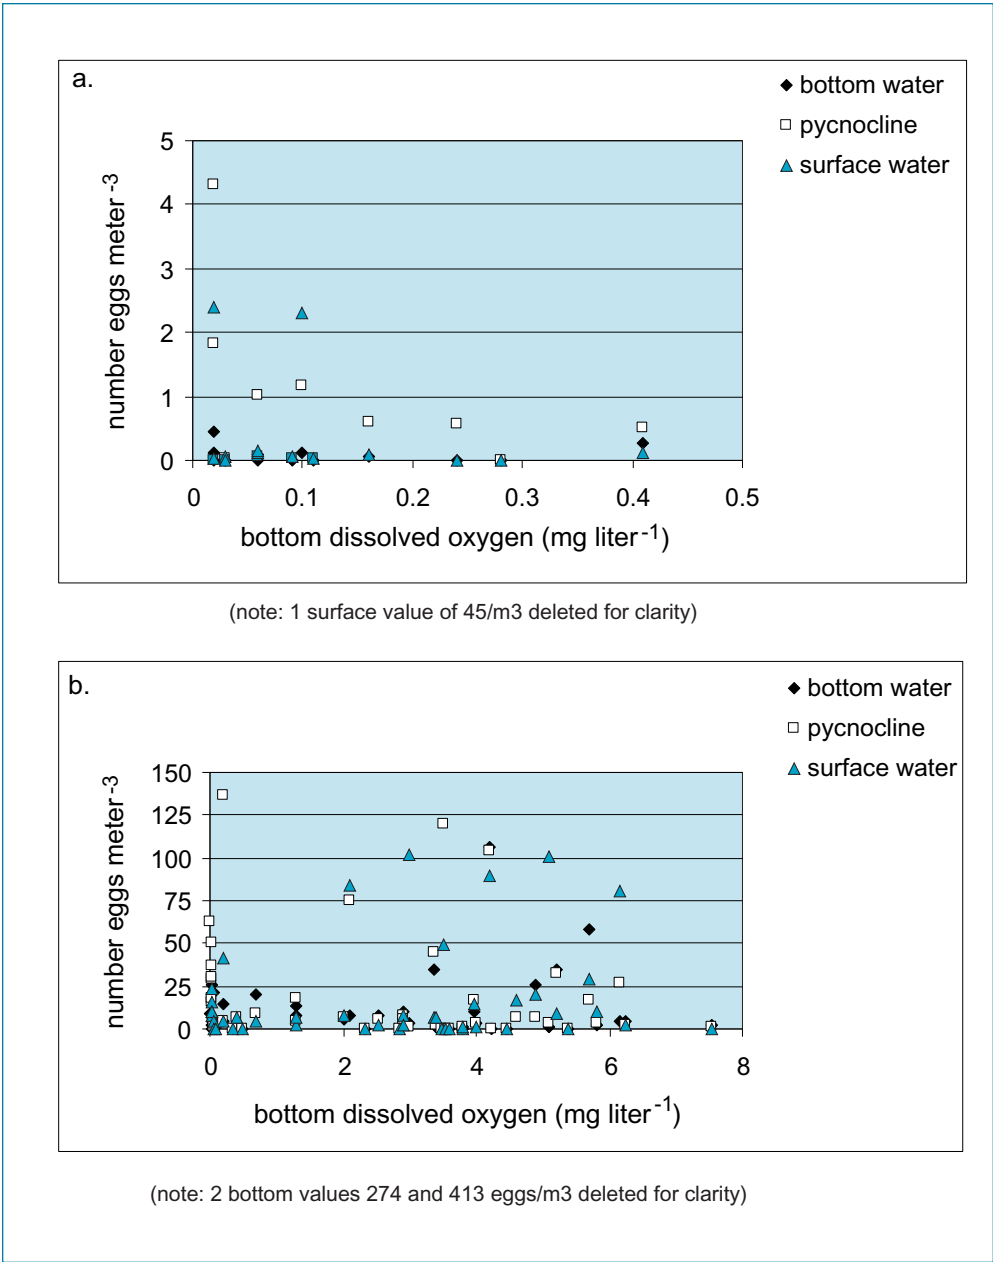 a.
bottom water
pycnocline
surface water
number eggs meter-3
5
4
3
2
1
0
0 0.1 0.2 0.3 0.4 0.5
bottom dissolved oxygen (mg liter-1)
(note: 1 surface value of 45/m3 deleted for clarity)
b.
bottom water
pycnocline
surface water
number eggs meter-3
150
125
100
75
50
25
0
0 2 4 6 8
bottom dissolved oxygen (mg liter-1)
(note: 2 bottom values 274 and 413 eggs/m3 deleted for clarity)